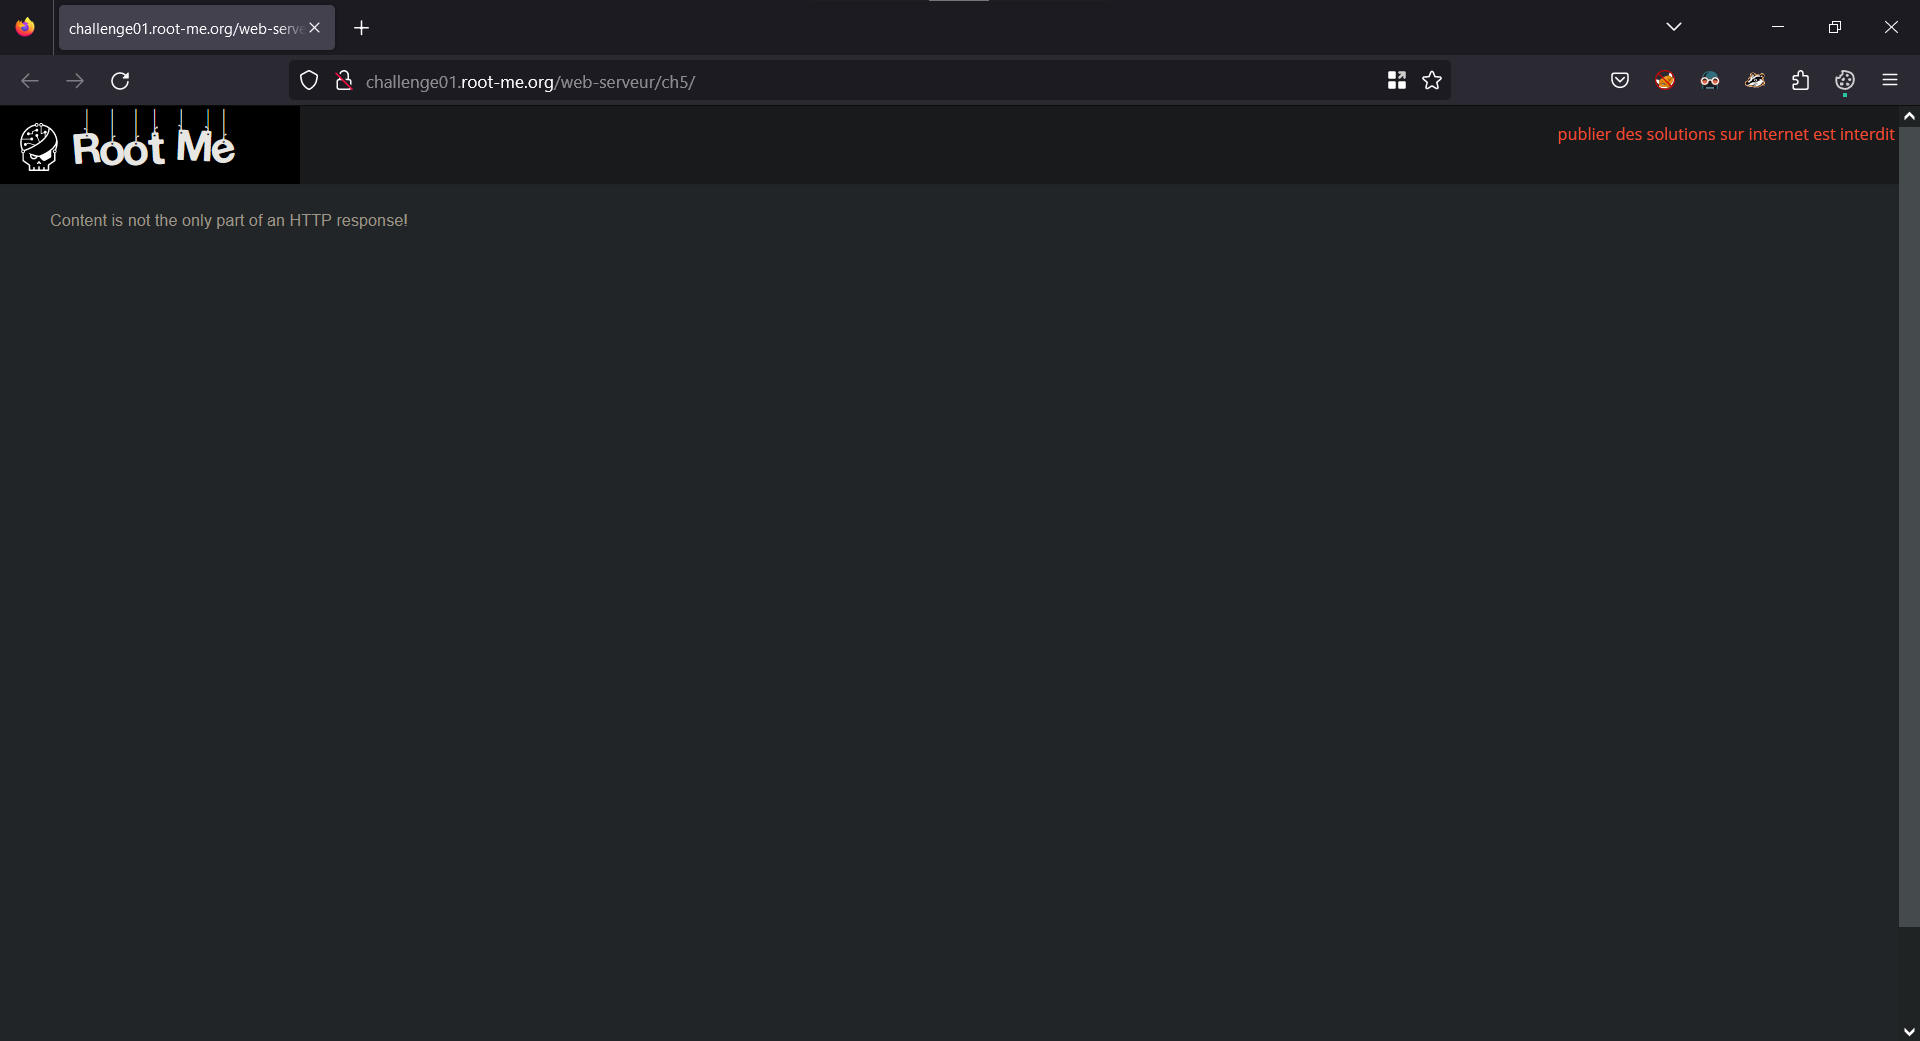 challenge01.root-me.org/web-serve
challenge01.root-me.org/web-serveur/ch5/
Root Me
publier des solutions sur internet est interdit
Content is not the only part of an HTTP response!